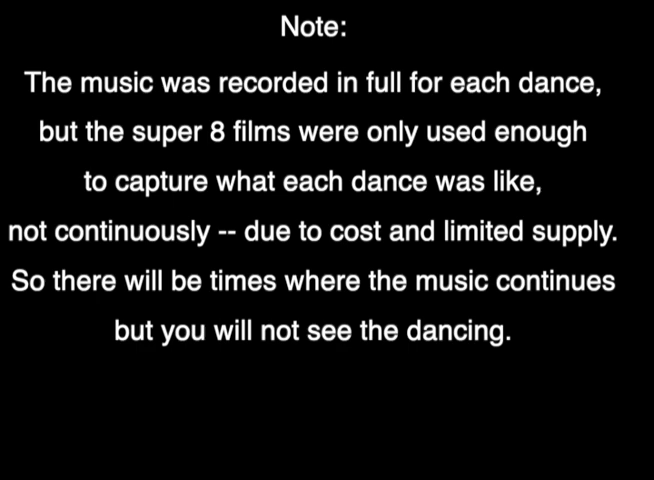 Note:
The music was recorded in full for each dance,
but the super 8 films were only used enough
to capture what each dance was like,
not continuously -- due to cost and limited supply.
So there will be times where the music continues
but you will not see the dancing.